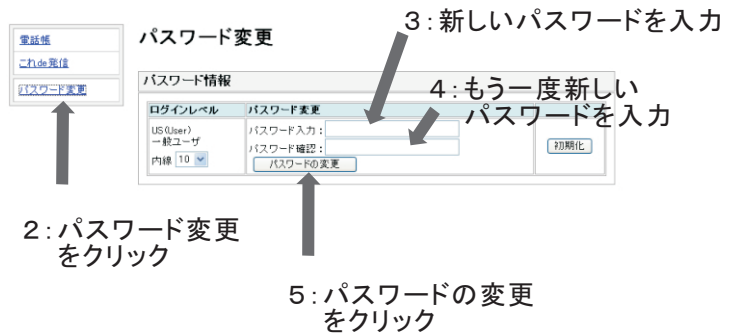 電話帳
これde発信
パスワード変更
パスワード変更
パスワード情報
ログインレベル パスワード変更
US(User)
一般ユーザ
内線 10
パスワード入力：
パスワード確認：
パスワードの変更
初期化
3：新しいパスワードを入力
4：もう一度新しい
パスワードを入力
2：パスワード変更
をクリック
5：パスワードの変更
をクリック